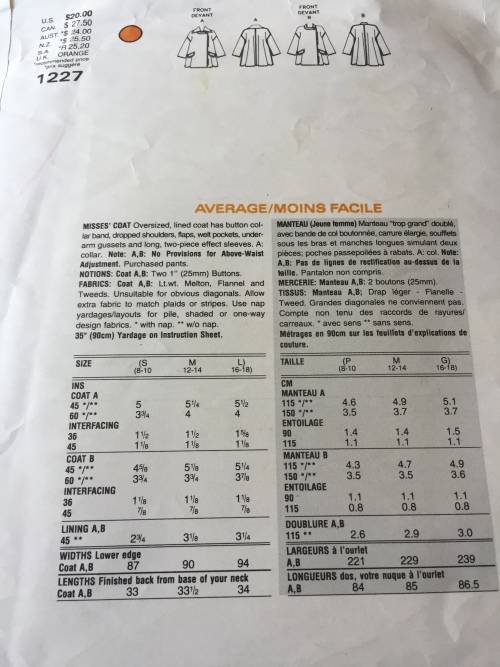 U.S. $20.00
CAN. $ 27.50
AUST. *$ 24.00
N.Z. *$ 25.50
S.A. *R 25.20
U.K. ORANGE
*recommended price
*prix suggéré
1227
FRONT
DEVANT
A
A
FRONT
DEVANT
B
B
AVERAGE/MOINS FACILE
MISSES' COAT Oversized, lined coat has button col-
lar band, dropped shoulders, flaps, welt pockets, under-
arm gussets and long, two-piece effect sleeves. A:
collar. Note: A,B: No Provisions for Above-Waist
Adjustment. Purchased pants.
NOTIONS: Coat A,B: Two 1" (25mm) Buttons.
FABRICS: Coat A,B: Lt.wt. Melton, Flannel and
Tweeds. Unsuitable for obvious diagonals. Allow
extra fabric to match plaids or stripes. Use nap
yardages/layouts for pile, shaded or one-way
design fabrics. * with nap. ** w/o nap.
35" (90cm) Yardage on Instruction Sheet.
SIZE (S M L)
(8-10 12-14 16-18)
INS
COAT A
45 */** 5 5¼ 5½
60 */** 3¾ 4 4
INTERFACING
36 1½ 1½ 1⅝
45 1⅛ 1⅛ 1⅛
COAT B
45 */** 4⅝ 5⅛ 5¼
60 */** 3¾ 3¾ 3⅞
INTERFACING
36 1⅛ 1⅛ 1⅛
45 ⅞ ⅞ ⅞
LINING A,B
45 ** 2¾ 3⅛ 3¼
WIDTHS Lower edge
Coat A,B 87 90 94
LENGTHS Finished back from base of your neck
Coat A,B 33 33½ 34
MANTEAU (Jeune femme) Manteau "trop grand" doublé,
avec bande de col boutonnée, carrure élargie, soufflets
sous les bras et manches longues simulant deux
pièces; poches passepoilées à rabats. A: col. Note:
A,B: Pas de lignes de rectification au-dessus de la
taille. Pantalon non compris.
MERCERIE: Manteau A,B: 2 boutons (25mm).
TISSUS: Manteau A,B; Drap léger - Flanelle -
Tweed. Grandes diagonales ne conviennent pas.
Compte non tenu des raccords de rayures/
carreaux. * avec sens ** sans sens.
Métrages en 90cm sur les feuilles d'explications de
couture.
TAILLE (P M G)
(8-10 12-14 16-18)
CM
MANTEAU A
115 */** 4.6 4.9 5.1
150 */** 3.5 3.7 3.7
ENTOILAGE
90 1.4 1.4 1.5
115 1.1 1.1 1.1
MANTEAU B
115 */** 4.3 4.7 4.9
150 */** 3.5 3.5 3.6
ENTOILAGE
90 1.1 1.1 1.1
115 0.8 0.8 0.8
DOUBLURE A,B
115 ** 2.6 2.9 3.0
LARGEURS à l'ourlet
A,B 221 229 239
LONGUEURS dos, votre nuque à l'ourlet
A,B 84 85 86.5